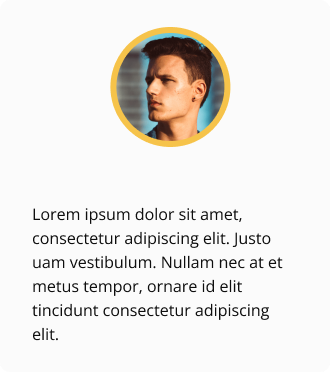 Lorem ipsum dolor sit amet,
consectetur adipiscing elit. Justo
uam vestibulum. Nullam nec at et
metus tempor, ornare id elit
tincidunt consectetur adipiscing
elit.